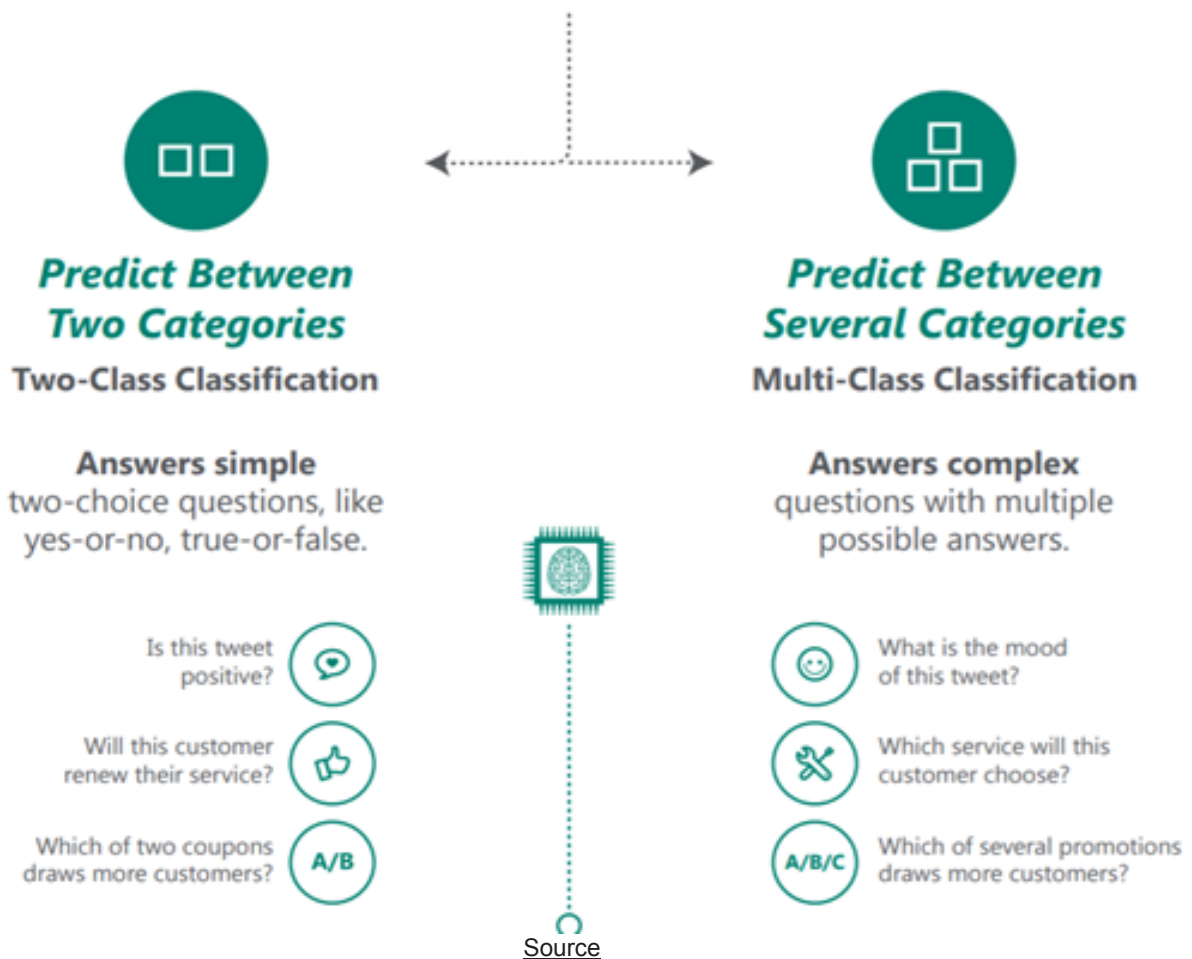 Predict Between
Two Categories
Two-Class Classification
Answers simple
two-choice questions, like
yes-or-no, true-or-false.
Is this tweet
positive?
Will this customer
renew their service?
Which of two coupons
draws more customers?
A/B
Predict Between
Several Categories
Multi-Class Classification
Answers complex
questions with multiple
possible answers.
What is the mood
of this tweet?
Which service will this
customer choose?
A/B/C
Which of several promotions
draws more customers?
Source